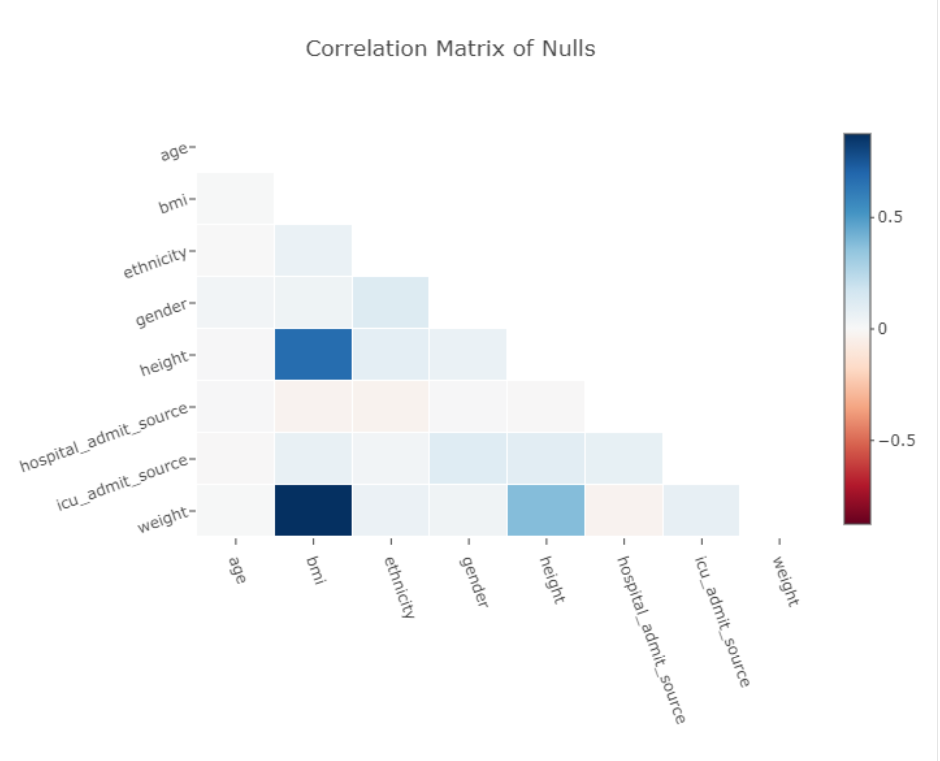 Correlation Matrix of Nulls
age
bmi
ethnicity
gender
height
hospital_admit_source
icu_admit_source
weight
0.5
0
−0.5
age
bmi
ethnicity
gender
height
hospital_admit_source
icu_admit_source
weight